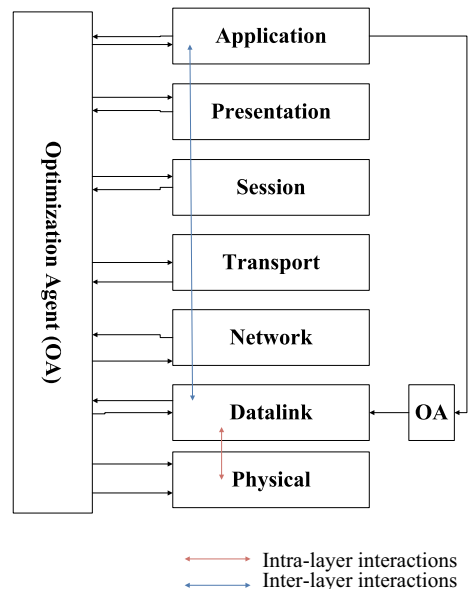 Application
Presentation
Session
Transport
Network
Datalink
Physical
Optimization Agent (OA)
OA
Intra-layer interactions
Inter-layer interactions